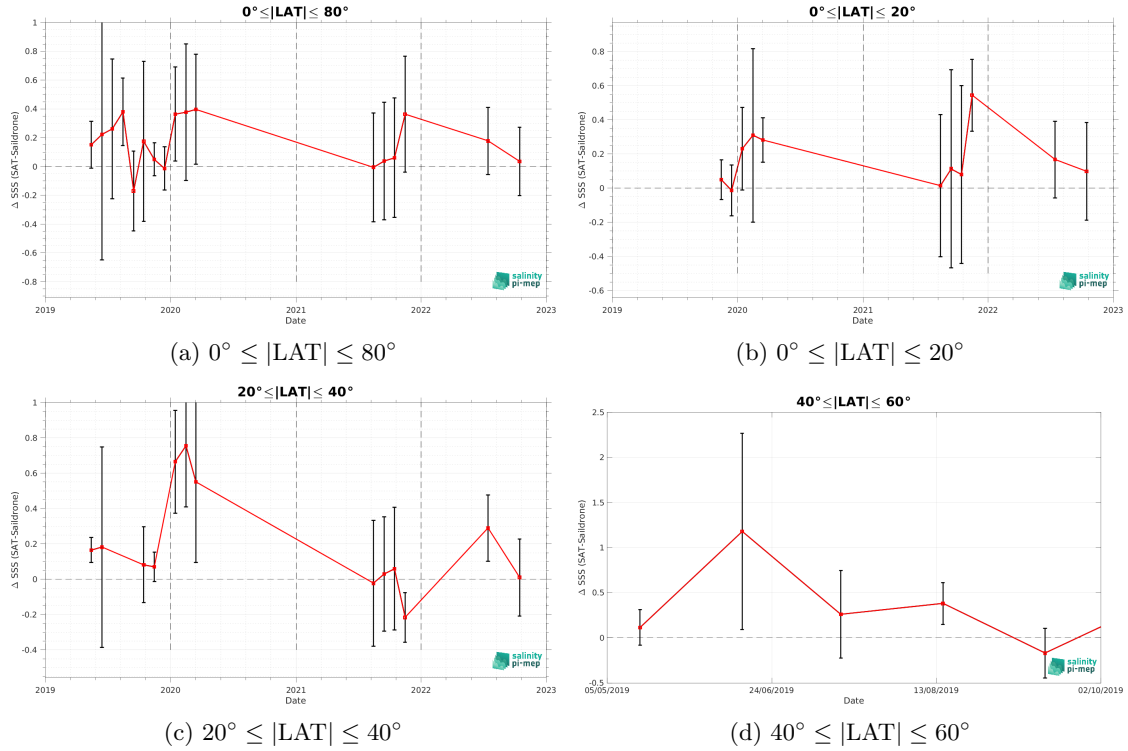 0°≤|LAT|≤ 80°
1
0.8
0.6
0.4
0.2
0
-0.2
-0.4
-0.6
-0.8
Δ SSS (SAT-Saildrone)
2019
2020
2021
2022
2023
Date
salinity
pi-mep
(a) 0° ≤ |LAT| ≤ 80°
0°≤|LAT|≤ 20°
0.8
0.6
0.4
0.2
0
-0.2
-0.4
-0.6
Δ SSS (SAT-Saildrone)
2019
2020
2021
2022
2023
Date
salinity
pi-mep
(b) 0° ≤ |LAT| ≤ 20°
20°≤|LAT|≤ 40°
1
0.8
0.6
0.4
0.2
0
-0.2
-0.4
Δ SSS (SAT-Saildrone)
2019
2020
2021
2022
2023
Date
salinity
pi-mep
(c) 20° ≤ |LAT| ≤ 40°
40°≤|LAT|≤ 60°
2.5
2
1.5
1
0.5
0
-0.5
Δ SSS (SAT-Saildrone)
05/05/2019
24/06/2019
13/08/2019
02/10/2019
Date
salinity
pi-mep
(d) 40° ≤ |LAT| ≤ 60°